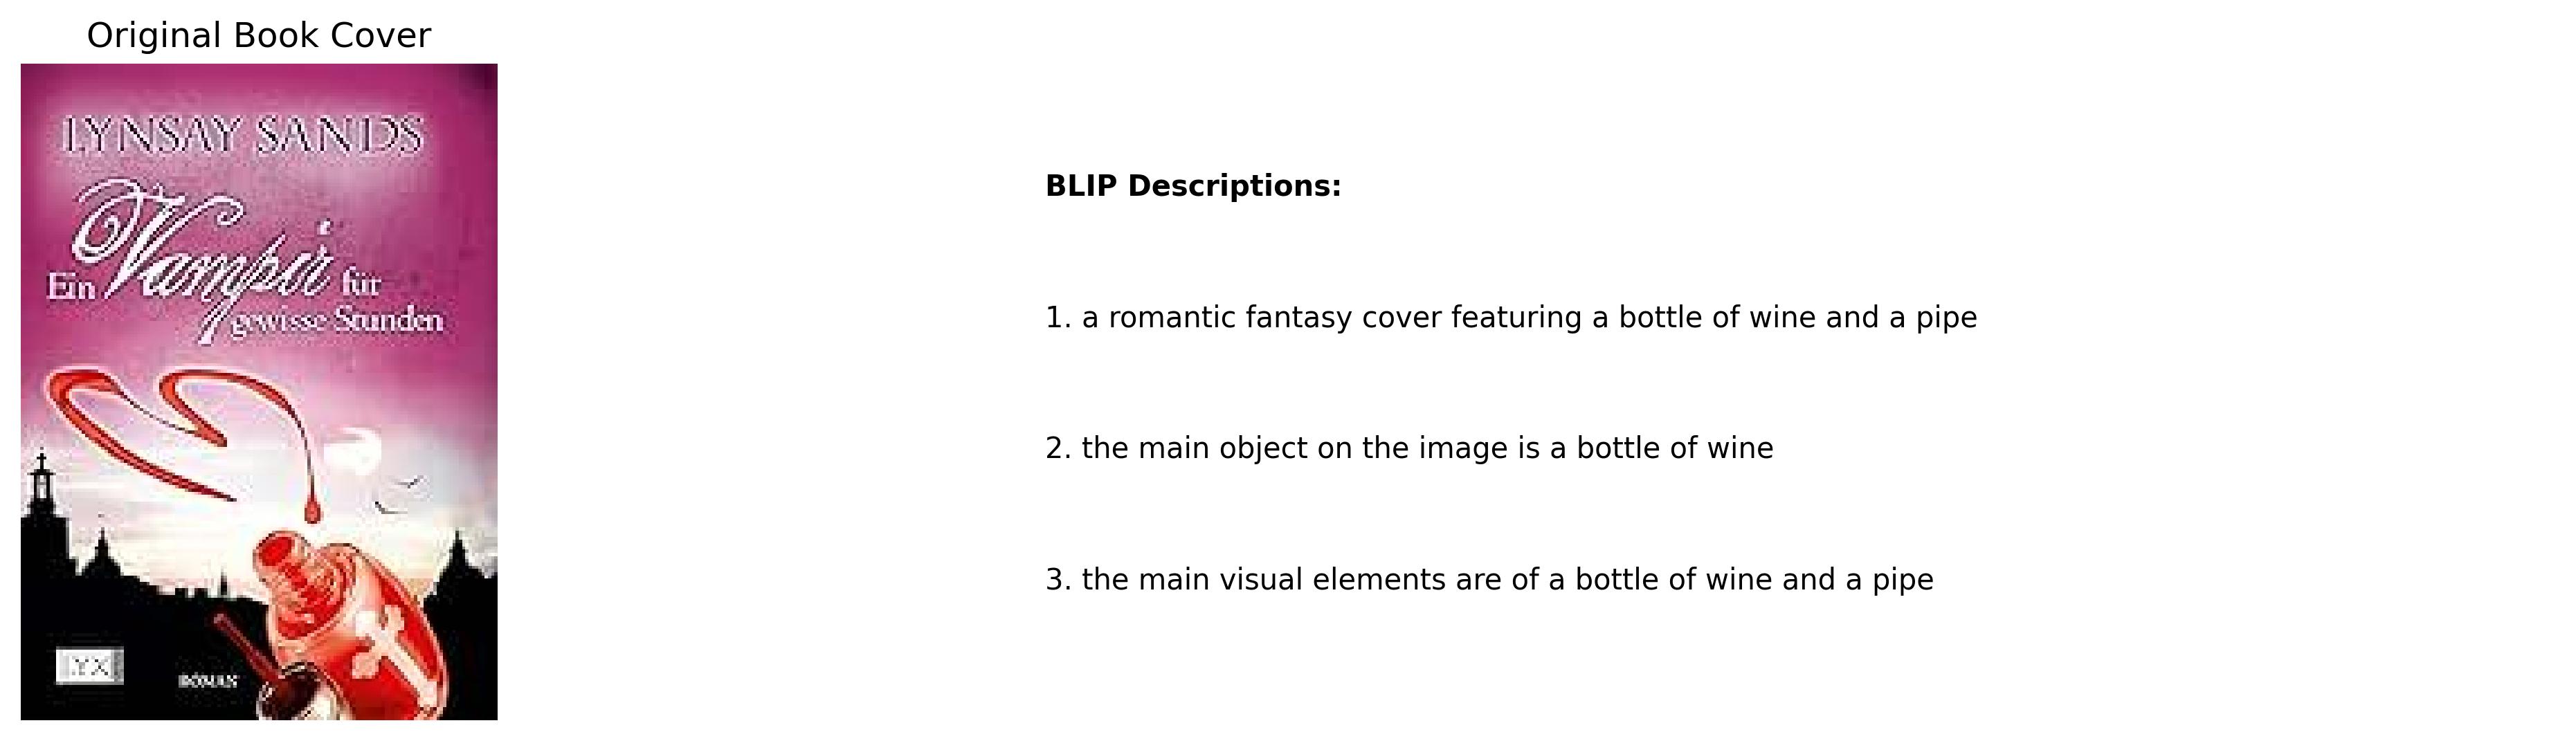 Original Book Cover
LYNSAY SANDS
Ein Vampir für
gewisse Stunden
LYX
ROMAN
BLIP Descriptions:
1. a romantic fantasy cover featuring a bottle of wine and a pipe
2. the main object on the image is a bottle of wine
3. the main visual elements are of a bottle of wine and a pipe